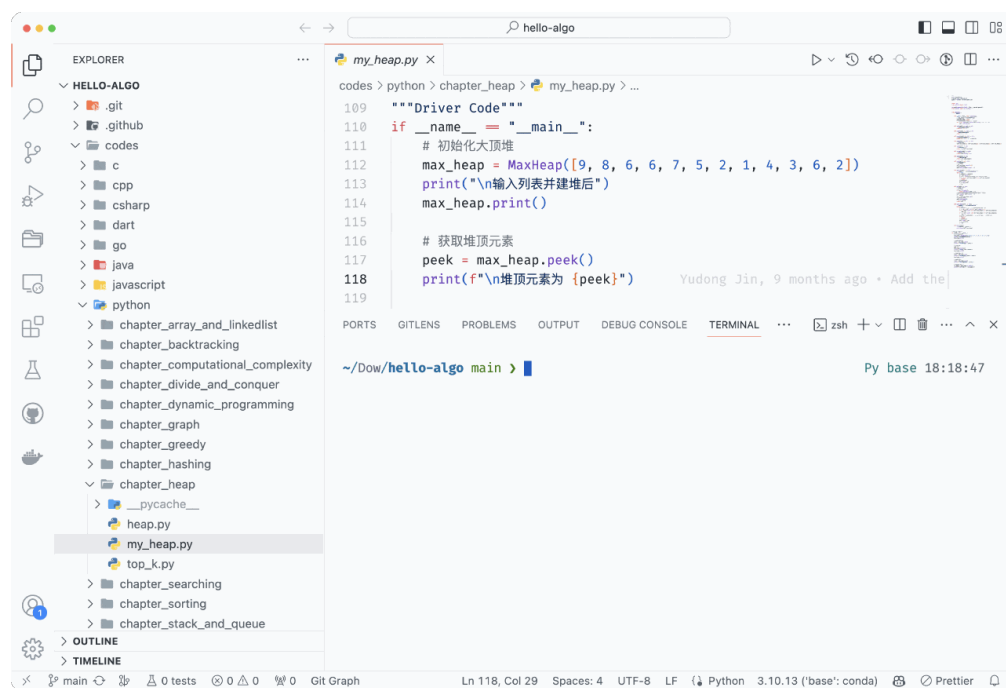 hello-algo
EXPLORER
HELLO-ALGO
.git
.github
codes
c
cpp
csharp
dart
go
java
javascript
python
chapter_array_and_linkedlist
chapter_backtracking
chapter_computational_complexity
chapter_divide_and_conquer
chapter_dynamic_programming
chapter_graph
chapter_greedy
chapter_hashing
chapter_heap
__pycache__
heap.py
my_heap.py
top_k.py
chapter_searching
chapter_sorting
chapter_stack_and_queue
OUTLINE
TIMELINE
1
my_heap.py
codes > python > chapter_heap > my_heap.py > ...
109 """Driver Code"""
110 if __name__ == "__main__":
111 # 初始化大顶堆
112 max_heap = MaxHeap([9, 8, 6, 6, 7, 5, 2, 1, 4, 3, 6, 2])
113 print("\n输入列表并建堆后")
114 max_heap.print()
115
116 # 获取堆顶元素
117 peek = max_heap.peek()
118 print(f"\n堆顶元素为 {peek}") Yudong Jin, 9 months ago • Add the
119
PORTS GITLENS PROBLEMS OUTPUT DEBUG CONSOLE TERMINAL ... zsh
~/Dow/hello-algo main ❯ Py base 18:18:47
main 0 tests 0 0 0 Git Graph Ln 118, Col 29 Spaces: 4 UTF-8 LF Python 3.10.13 ('base': conda) Prettier